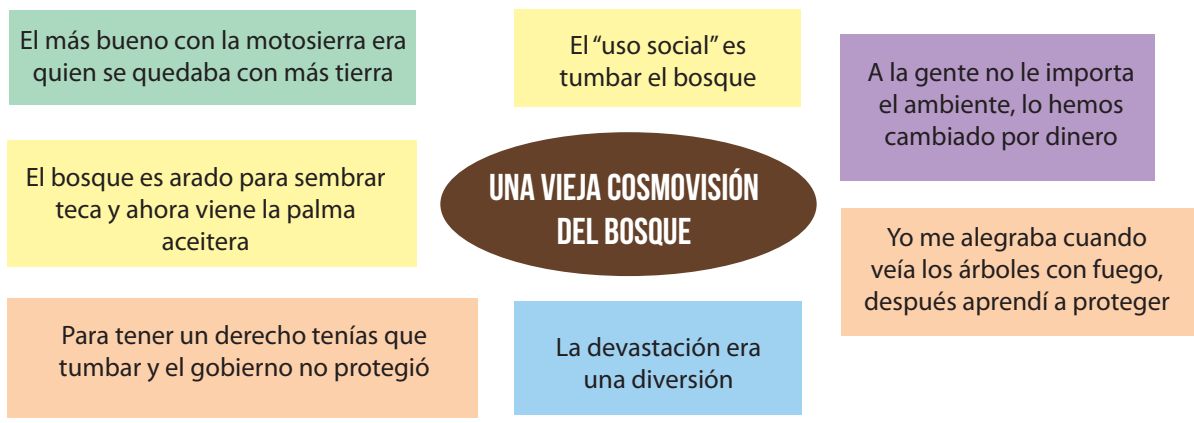 El más bueno con la motosierra era
quien se quedaba con más tierra
El “uso social” es
tumbar el bosque
A la gente no le importa
el ambiente, lo hemos
cambiado por dinero
El bosque es arado para sembrar
teca y ahora viene la palma
aceitera
UNA VIEJA COSMOVISIÓN
DEL BOSQUE
Yo me alegraba cuando
veía los árboles con fuego,
después aprendí a proteger
Para tener un derecho tenías que
tumbar y el gobierno no protegió
La devastación era
una diversión